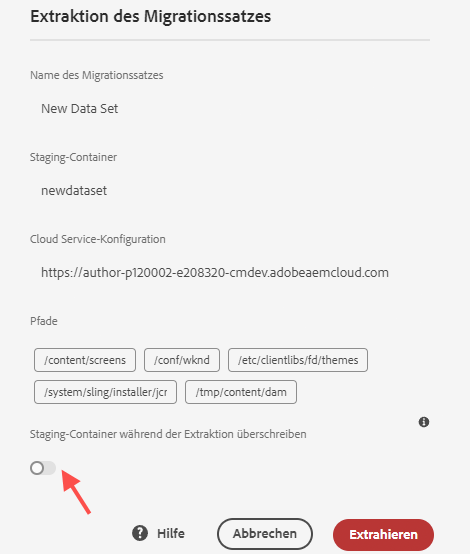 Extraktion des Migrationssatzes
Name des Migrationssatzes
New Data Set
Staging-Container
newdataset
Cloud Service-Konfiguration
https://author-p120002-e208320-cmdev.adobeaemcloud.com
Pfade
/content/screens /conf/wknd /etc/clientlibs/fd/themes
/system/sling/installer/jcr /tmp/content/dam
Staging-Container während der Extraktion überschreiben
Hilfe Abbrechen Extrahieren